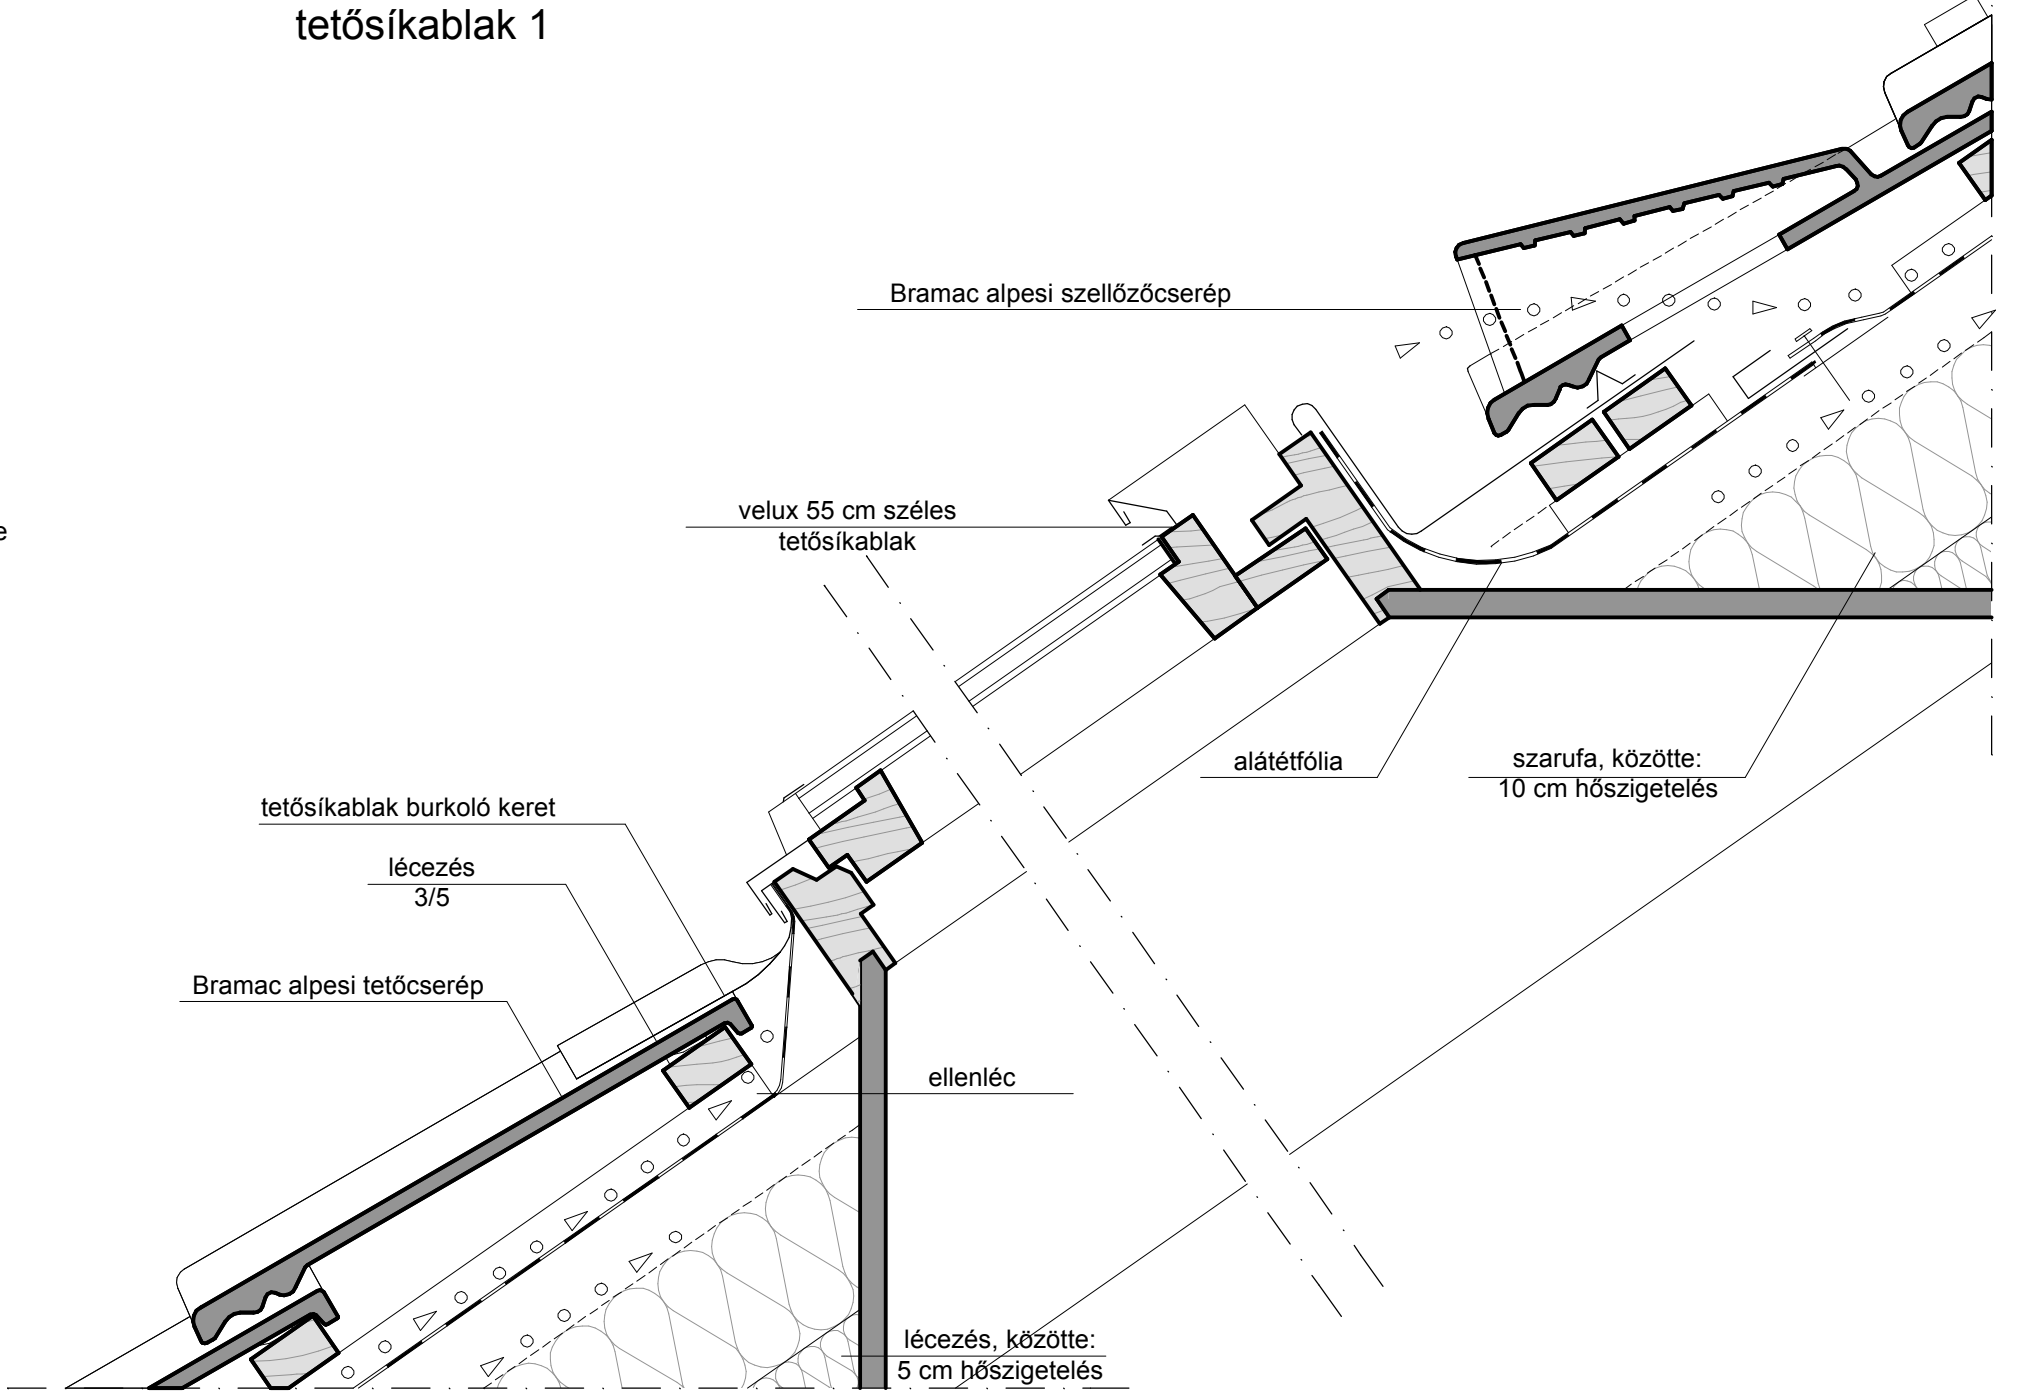 tetősíkablak 1
Bramac alpesi szellőzőcserép
velux 55 cm széles
tetősíkablak
e
alátétfólia
szarufa, közötte:
10 cm hőszigetelés
tetősíkablak burkoló keret
lécezés
3/5
Bramac alpesi tetőcserép
ellenléc
lécezés, közötte:
5 cm hőszigetelés